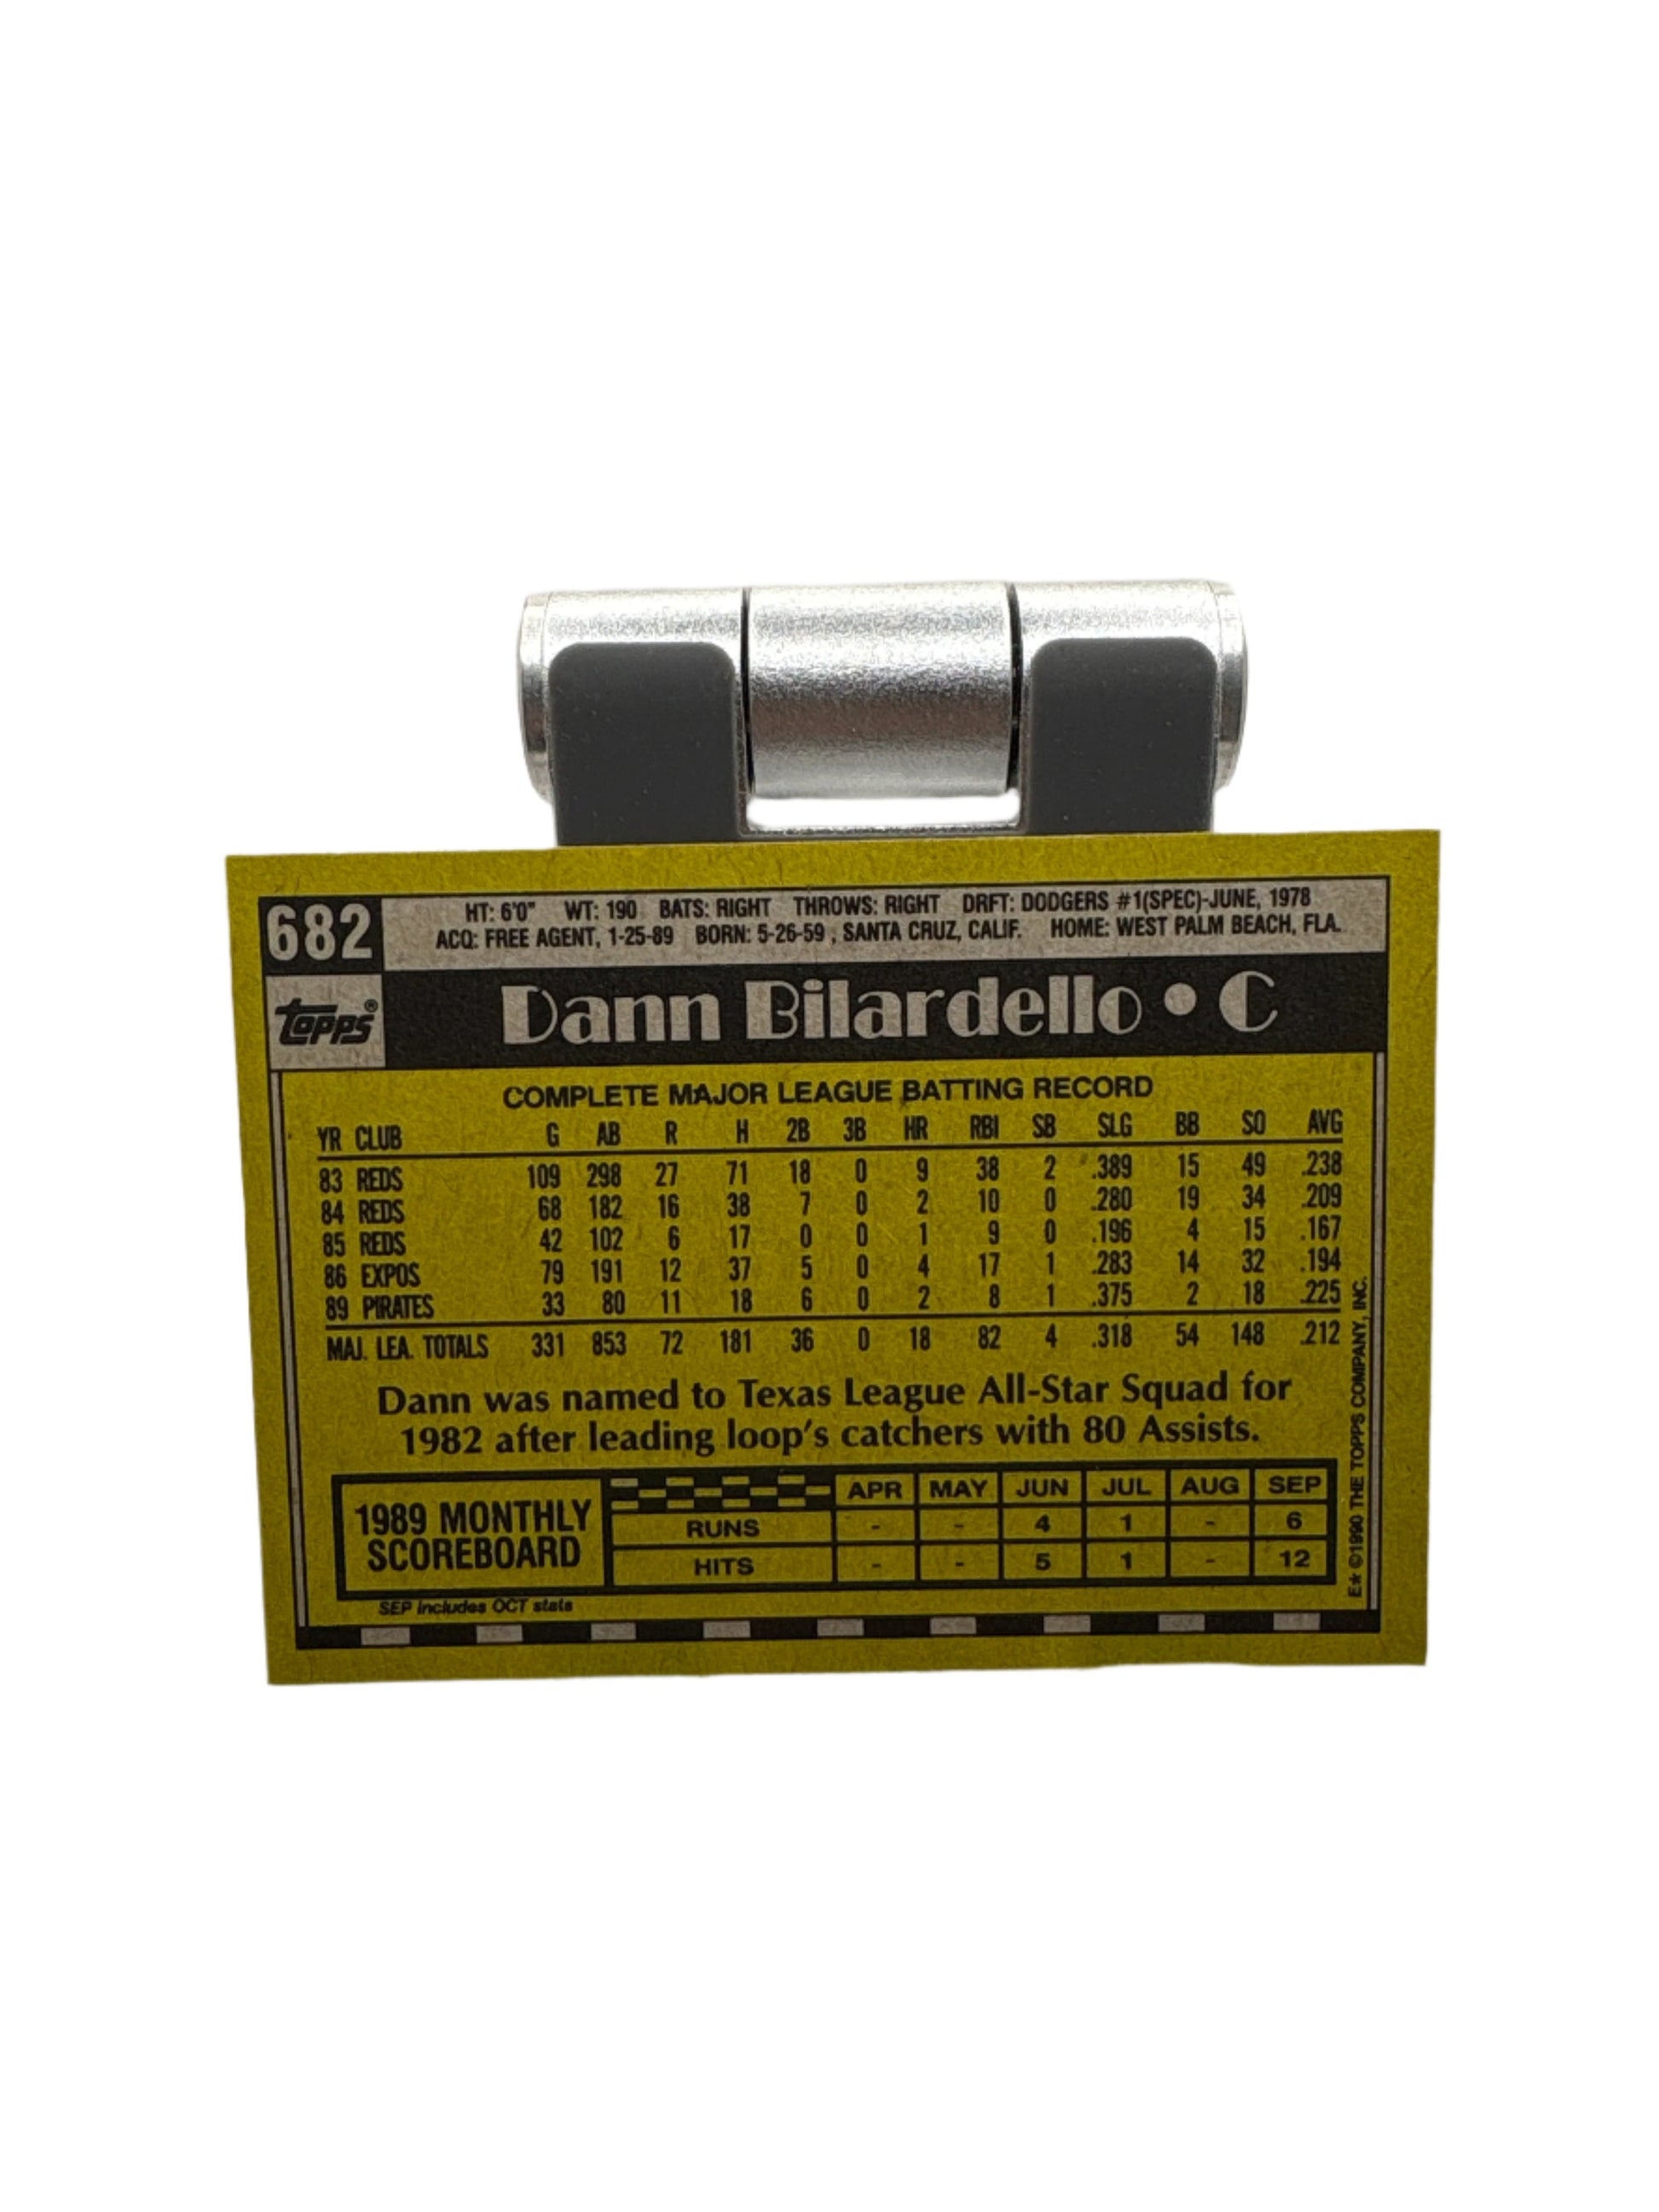 682
HT: 6'0" WT: 190 BATS: RIGHT THROWS: RIGHT DRFT: DODGERS #1(SPEC)-JUNE, 1978
ACQ: FREE AGENT, 1-25-89 BORN: 5-26-59 , SANTA CRUZ, CALIF. HOME: WEST PALM BEACH, FLA.
topps®
Dann Bilardello • C
COMPLETE MAJOR LEAGUE BATTING RECORD
YR CLUB G AB R H 2B 3B HR RBI SB SLG BB SO AVG
83 REDS 109 298 27 71 18 0 9 38 2 .389 15 49 .238
84 REDS 68 182 16 38 7 0 2 10 0 .280 19 34 .209
85 REDS 42 102 6 17 0 0 1 9 0 .196 4 15 .167
86 EXPOS 79 191 12 37 5 0 4 17 1 .283 14 32 .194
89 PIRATES 33 80 11 18 6 0 2 8 1 .375 2 18 .225
MAJ. LEA. TOTALS 331 853 72 181 36 0 18 82 4 .318 54 148 .212
Dann was named to Texas League All-Star Squad for
1982 after leading loop's catchers with 80 Assists.
1989 MONTHLY
SCOREBOARD
APR MAY JUN JUL AUG SEP
RUNS - - 4 1 - 6
HITS - - 5 1 - 12
SEP includes OCT stats
E★ ©1990 THE TOPPS COMPANY, INC.